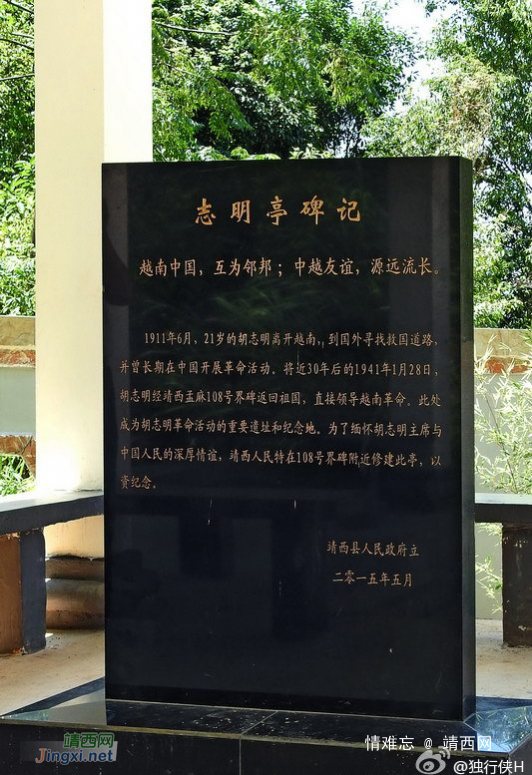 志明亭碑记
越南中国，互为邻邦；中越友谊，源远流长。
1911年6月，21岁的胡志明离开越南，到国外寻找救国道路，
并曾长期在中国开展革命活动。将近30年后的1941年1月28日，
胡志明经靖西孟麻108号界碑返回祖国，直接领导越南革命。此处
成为胡志明革命活动的重要遗址和纪念地。为了缅怀胡志明主席与
中国人民的深厚情谊，靖西人民特在108号界碑附近修建此亭，以
资纪念。
靖西县人民政府立
二零一五年五月
靖西网
Jingxi.net
情难忘 @ 靖西网
@独行侠H